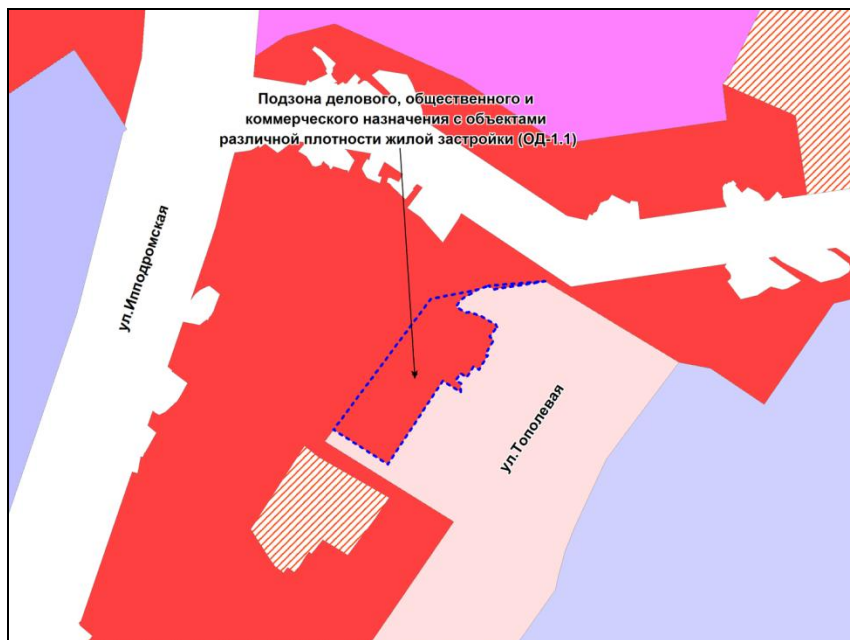 Подзона делового, общественного и
коммерческого назначения с объектами
различной плотности жилой застройки (ОД-1.1)
ул.Ипподромская
ул.Тополевая